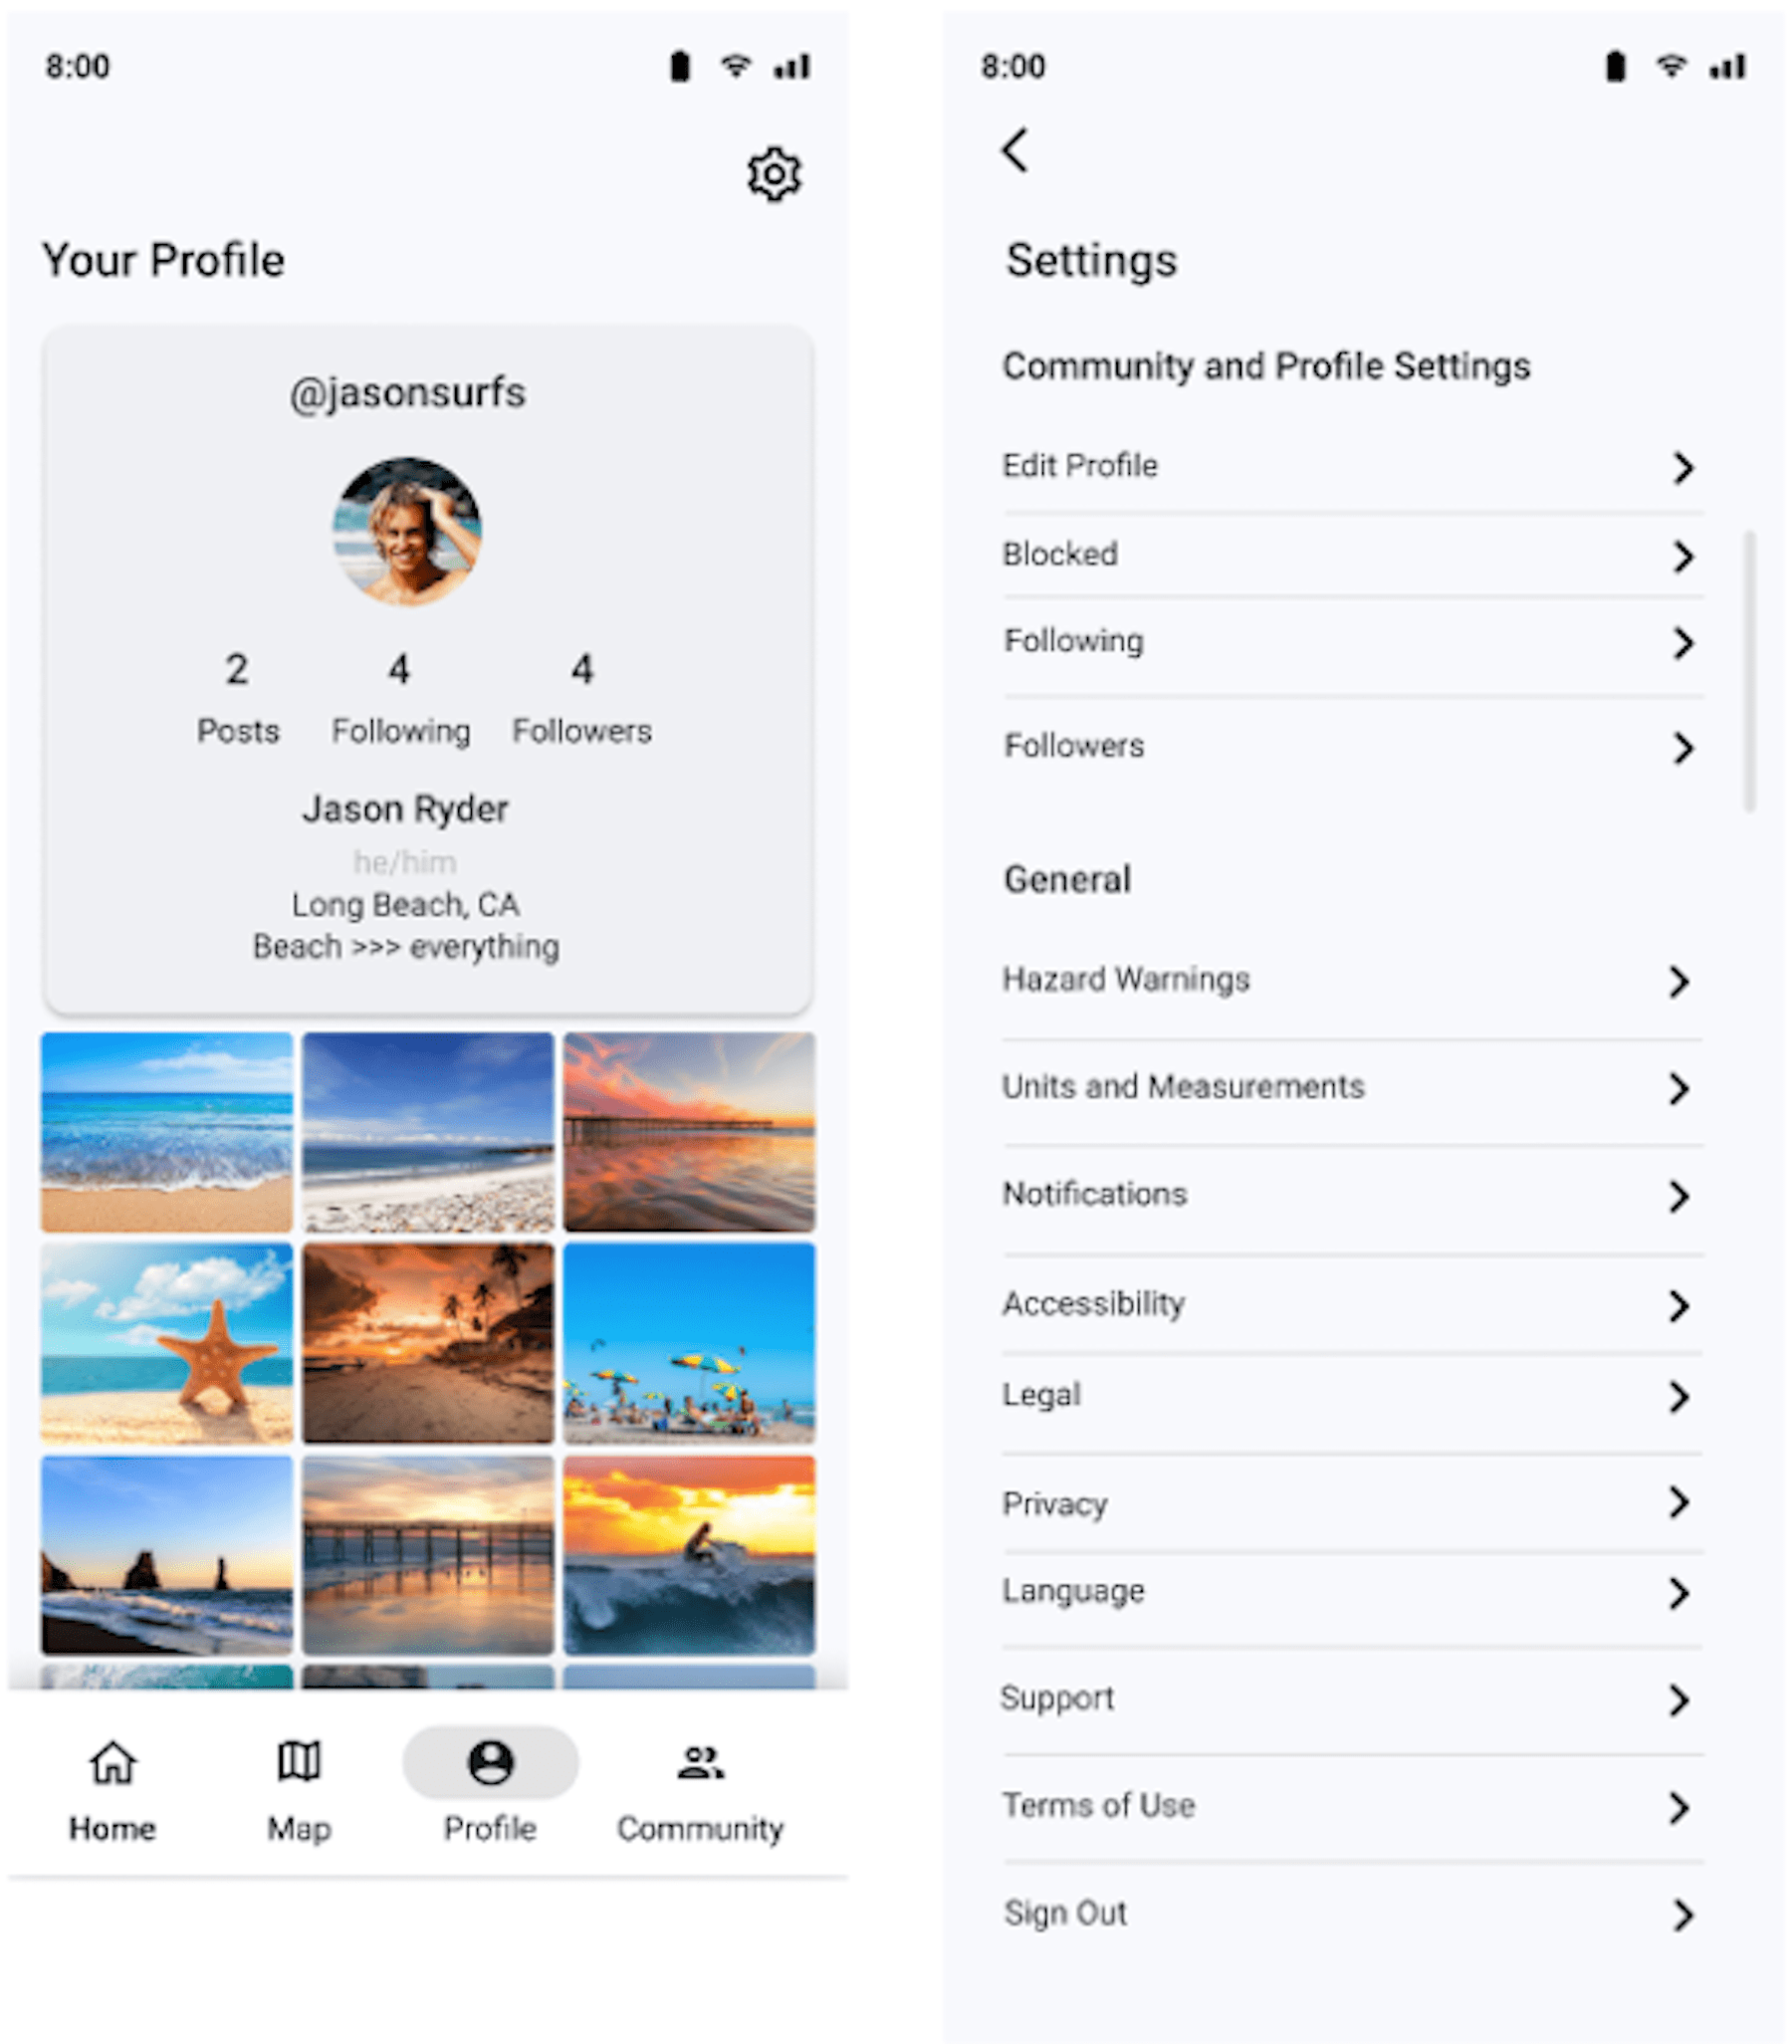 8:00
Your Profile
@jasonsurfs
2 4 4
Posts Following Followers
Jason Ryder
he/him
Long Beach, CA
Beach >>> everything
Home Map Profile Community
8:00
Settings
Community and Profile Settings
Edit Profile
Blocked
Following
Followers
General
Hazard Warnings
Units and Measurements
Notifications
Accessibility
Legal
Privacy
Language
Support
Terms of Use
Sign Out